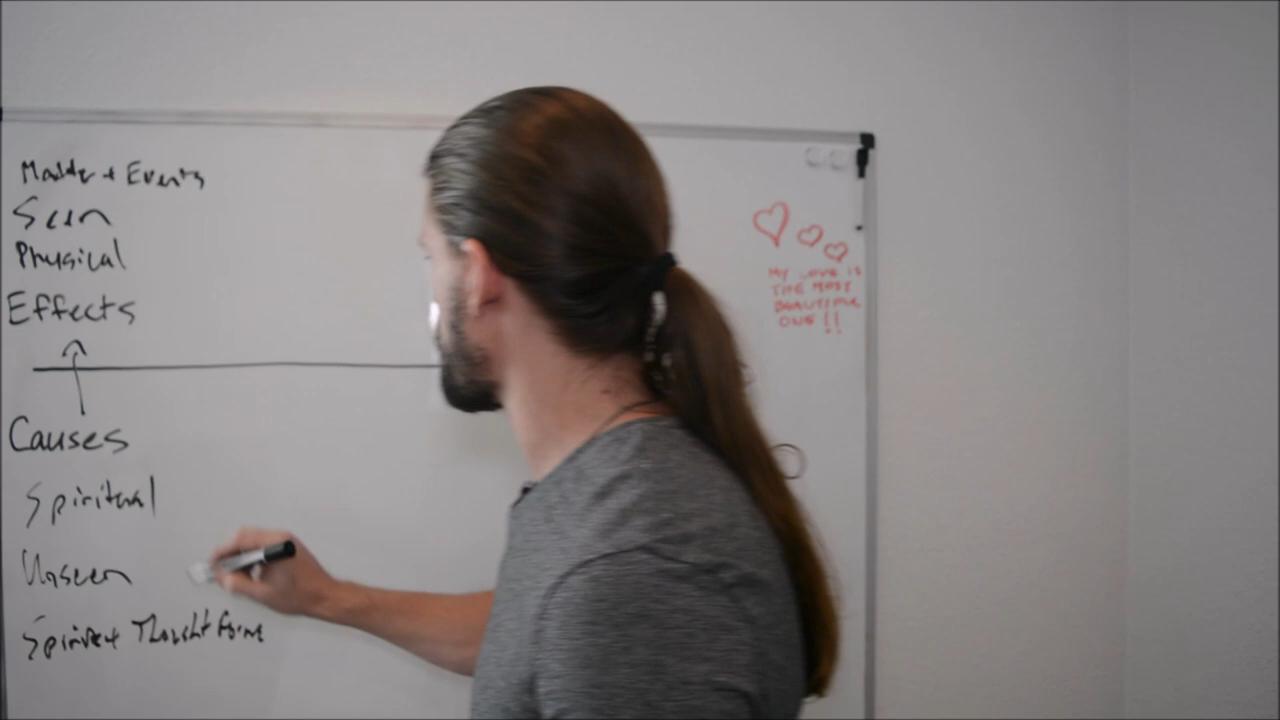 Matter + Events
Seen
Physical
Effects
Causes
Spiritual
Unseen
Spirit + Thought form
MY LOVE IS
THE MOST
BEAUTIFUL
ONE!!